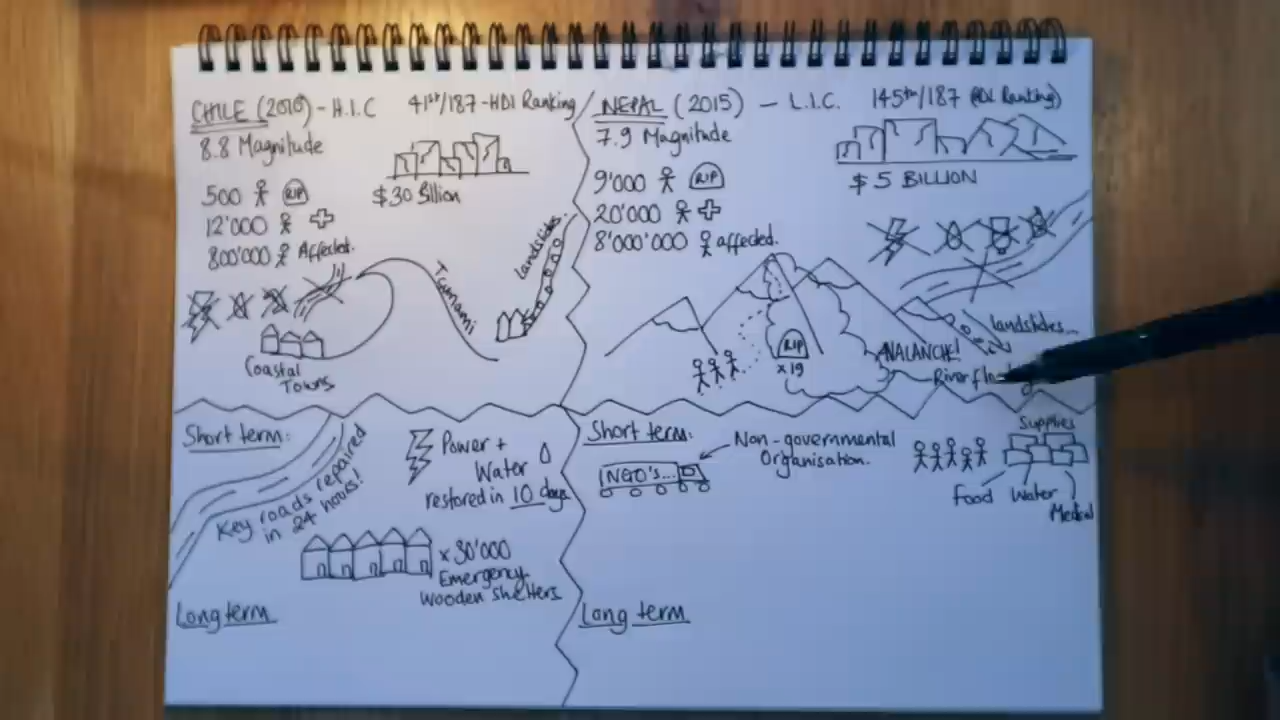 CHILE (2010) - H.I.C 41st/187 - HDI Ranking
8.8 Magnitude
500 RIP
12'000
800'000 Affected.
$30 Billion
Tsunami
landslides.
Coastal
Towns
NEPAL (2015) - L.I.C. 145th/187 (HDI Ranking)
7.9 Magnitude
9'000 RIP
20'000
8'000'000 affected.
$5 BILLION
RIP
x19
AVALANCHE!
landslides...
River
Short term:
Key roads repaired
in 24 hours!
Power +
Water
restored in 10 days
x30'000
Emergency
Wooden shelters
Long term
Short term:
NGO's...
Non-governmental
Organisation.
Supplies
Food Water
Medical
Long term